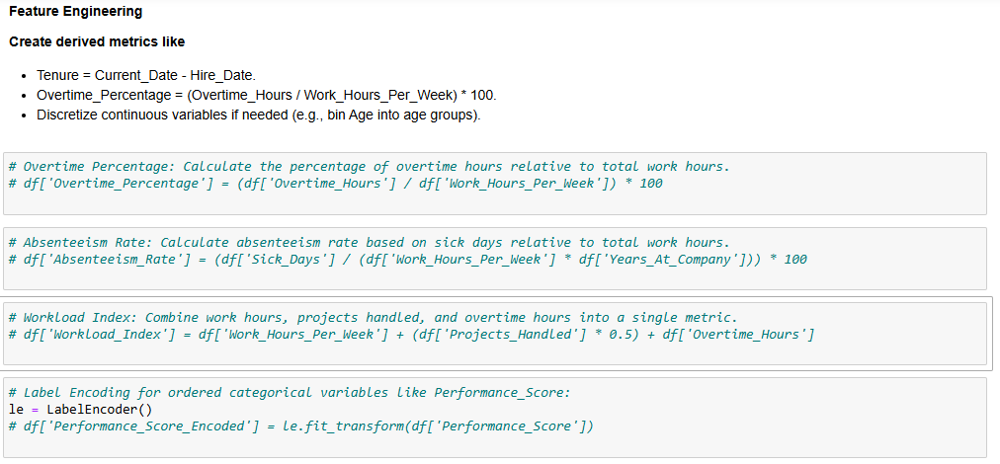 Feature Engineering
Create derived metrics like
• Tenure = Current_Date - Hire_Date.
• Overtime_Percentage = (Overtime_Hours / Work_Hours_Per_Week) * 100.
• Discretize continuous variables if needed (e.g., bin Age into age groups).
# Overtime Percentage: Calculate the percentage of overtime hours relative to total work hours.
# df['Overtime_Percentage'] = (df['Overtime_Hours'] / df['Work_Hours_Per_Week']) * 100
# Absenteeism Rate: Calculate absenteeism rate based on sick days relative to total work hours.
# df['Absenteeism_Rate'] = (df['Sick_Days'] / (df['Work_Hours_Per_Week'] * df['Years_At_Company'])) * 100
# Workload Index: Combine work hours, projects handled, and overtime hours into a single metric.
# df['Workload_Index'] = df['Work_Hours_Per_Week'] + (df['Projects_Handled'] * 0.5) + df['Overtime_Hours']
# Label Encoding for ordered categorical variables like Performance_Score:
le = LabelEncoder()
# df['Performance_Score_Encoded'] = le.fit_transform(df['Performance_Score'])